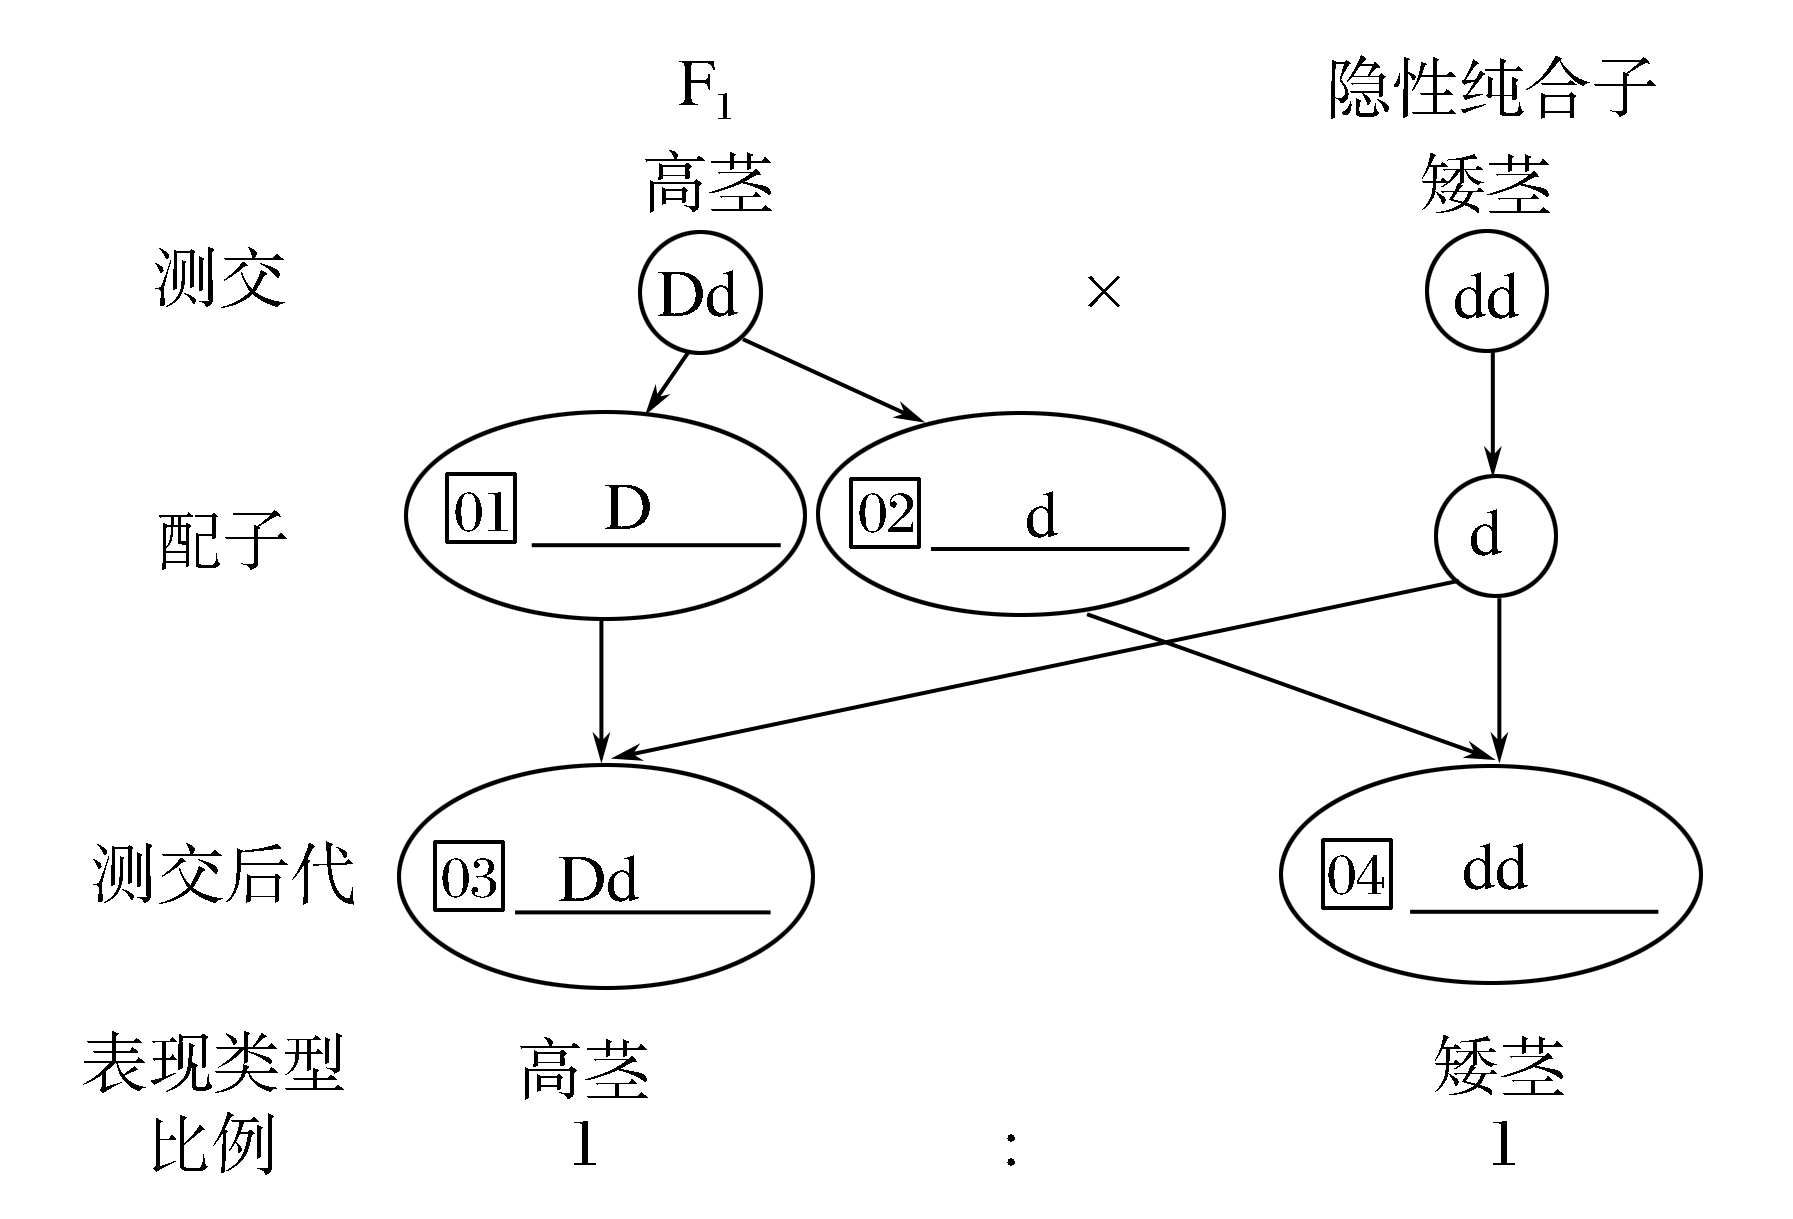 F₁ 隐性纯合子
高茎 矮茎
测交 Dd × dd
配子 01 D 02 d d
测交后代 03 Dd 04 dd
表现类型 高茎 矮茎
比例 1 : 1